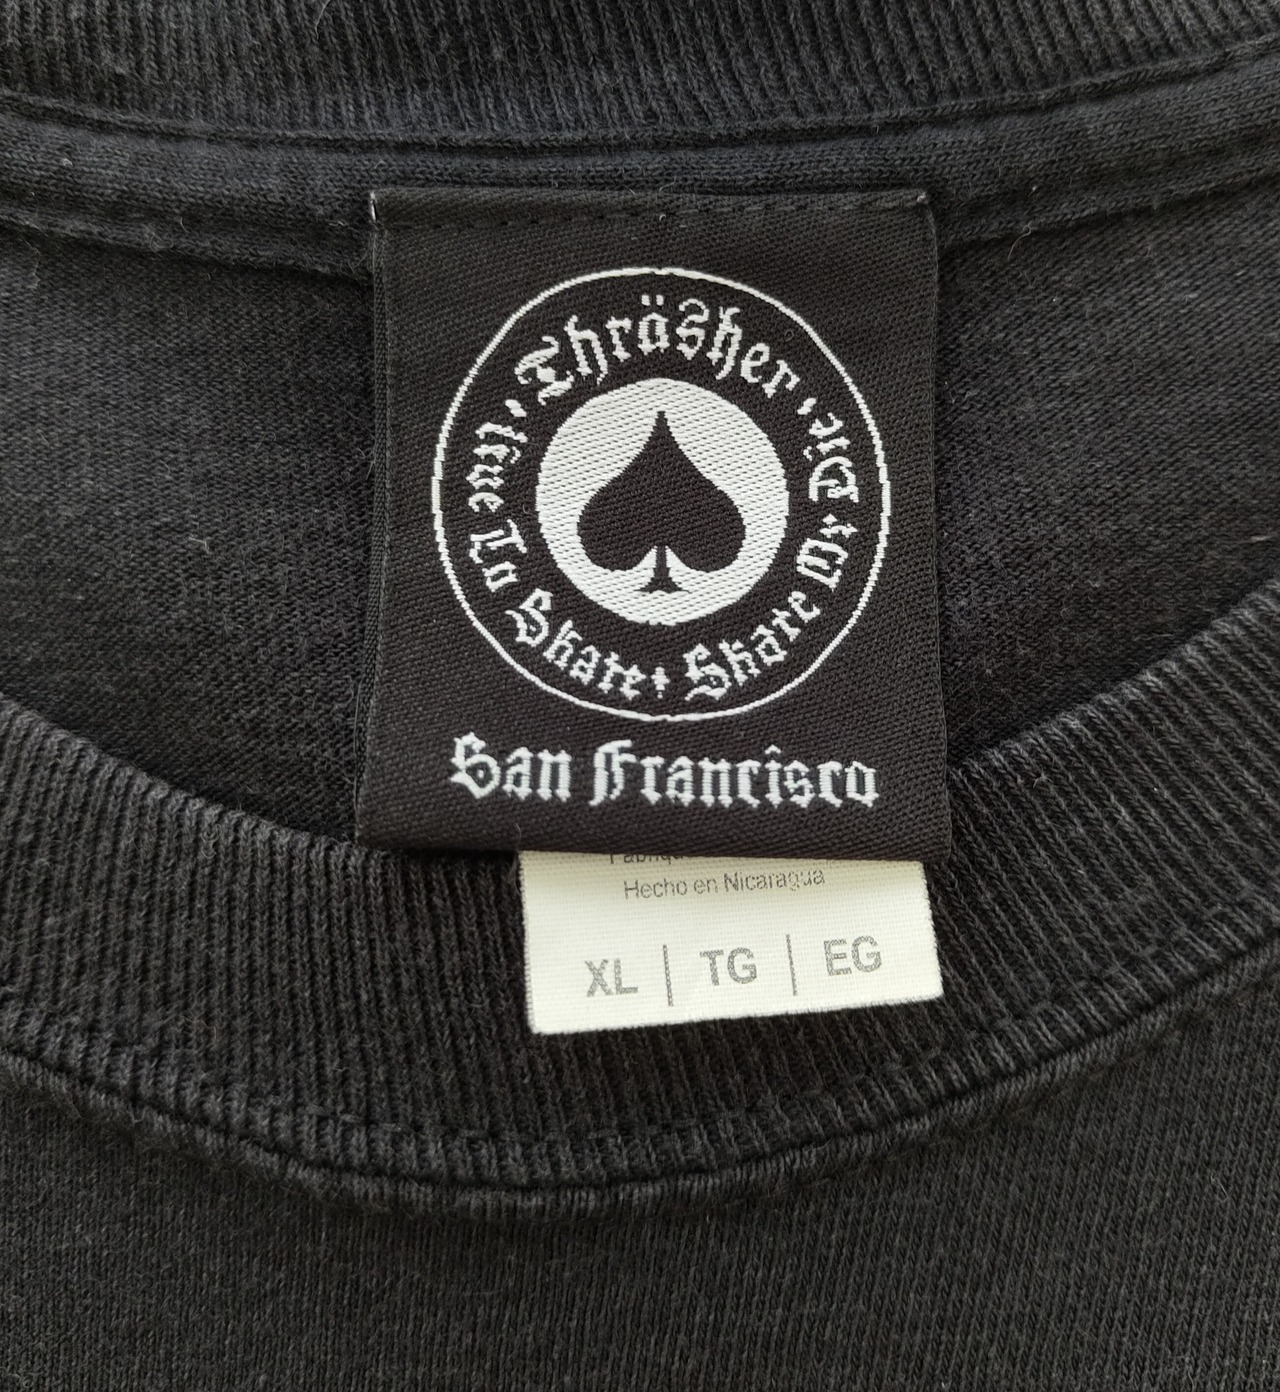 Thräsher
Live To Skate
Skate Or Die
San Francisco
Hecho en Nicaragua
XL | TG | EG